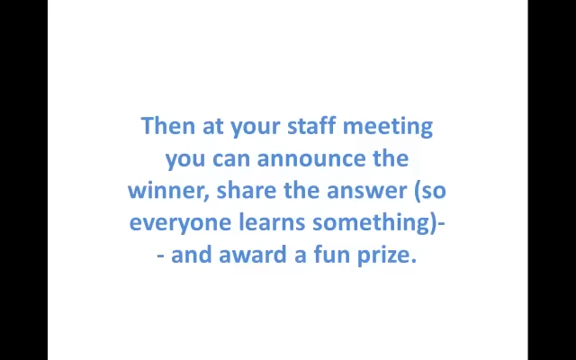 Then at your staff meeting
you can announce the
winner, share the answer (so
everyone learns something)-
- and award a fun prize.